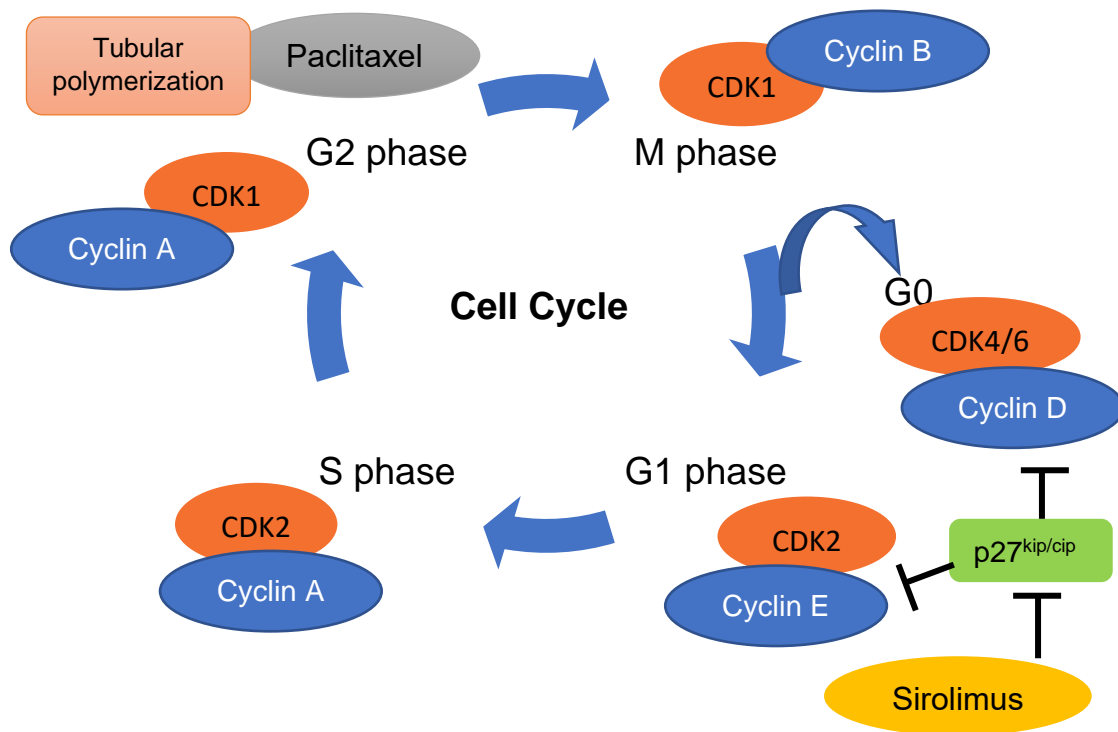 Tubular
polymerization
Paclitaxel
Cyclin B
CDK1
G2 phase
M phase
CDK1
Cyclin A
Cell Cycle
G0
CDK4/6
Cyclin D
S phase
G1 phase
CDK2
Cyclin A
CDK2
Cyclin E
p27kip/cip
Sirolimus